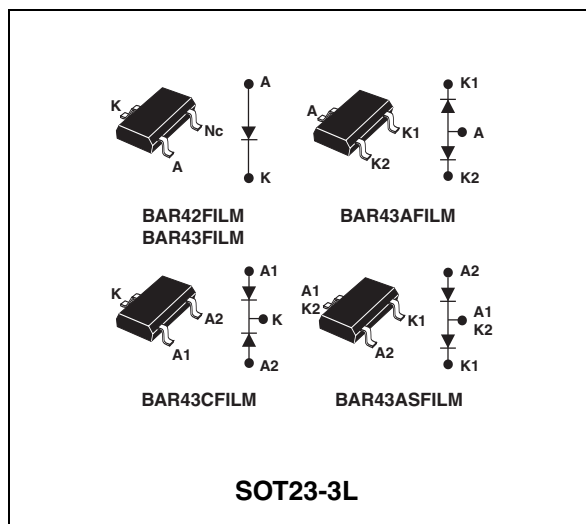 K
Nc
A
A
K
BAR42FILM
BAR43FILM
A
K1
K2
K1
A
K2
BAR43AFILM
K
A2
A1
A1
K
A2
BAR43CFILM
A1
K2
K1
A2
A2
A1
K2
K1
BAR43ASFILM
SOT23-3L